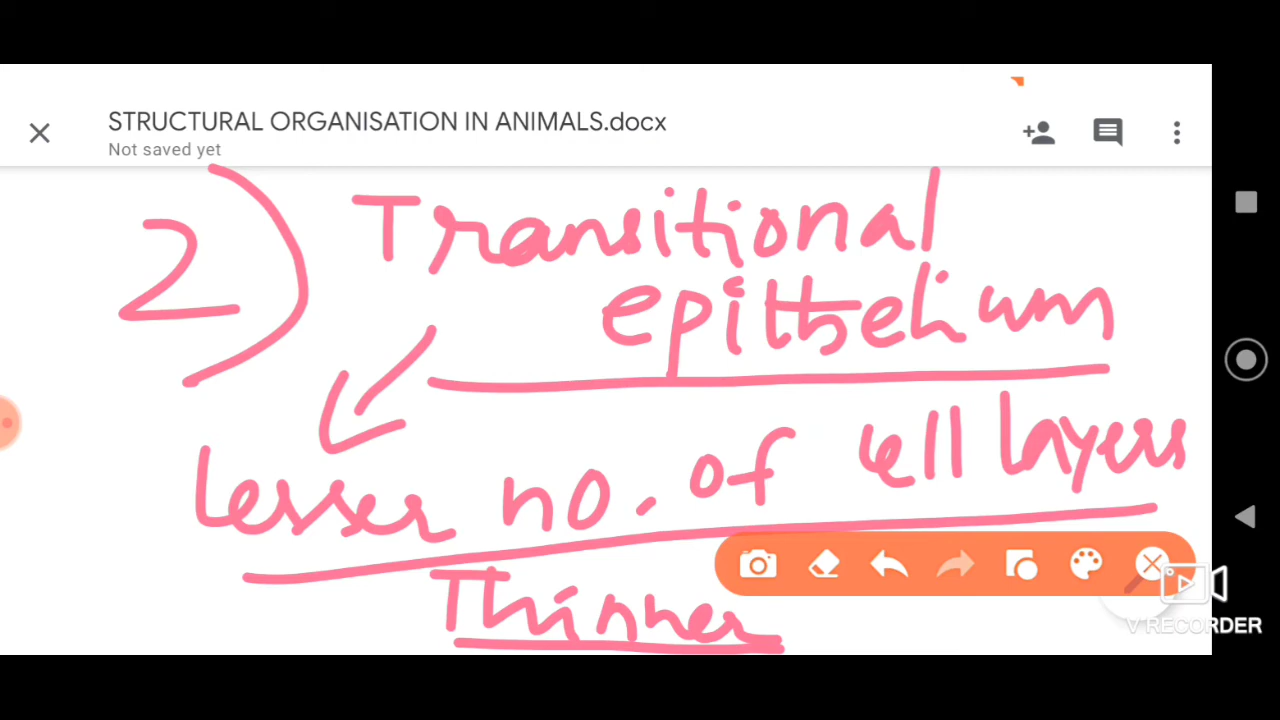 STRUCTURAL ORGANISATION IN ANIMALS.docx
Not saved yet
2) Transitional
epithelium
lesser no. of cell layers
Thinner
V RECORDER